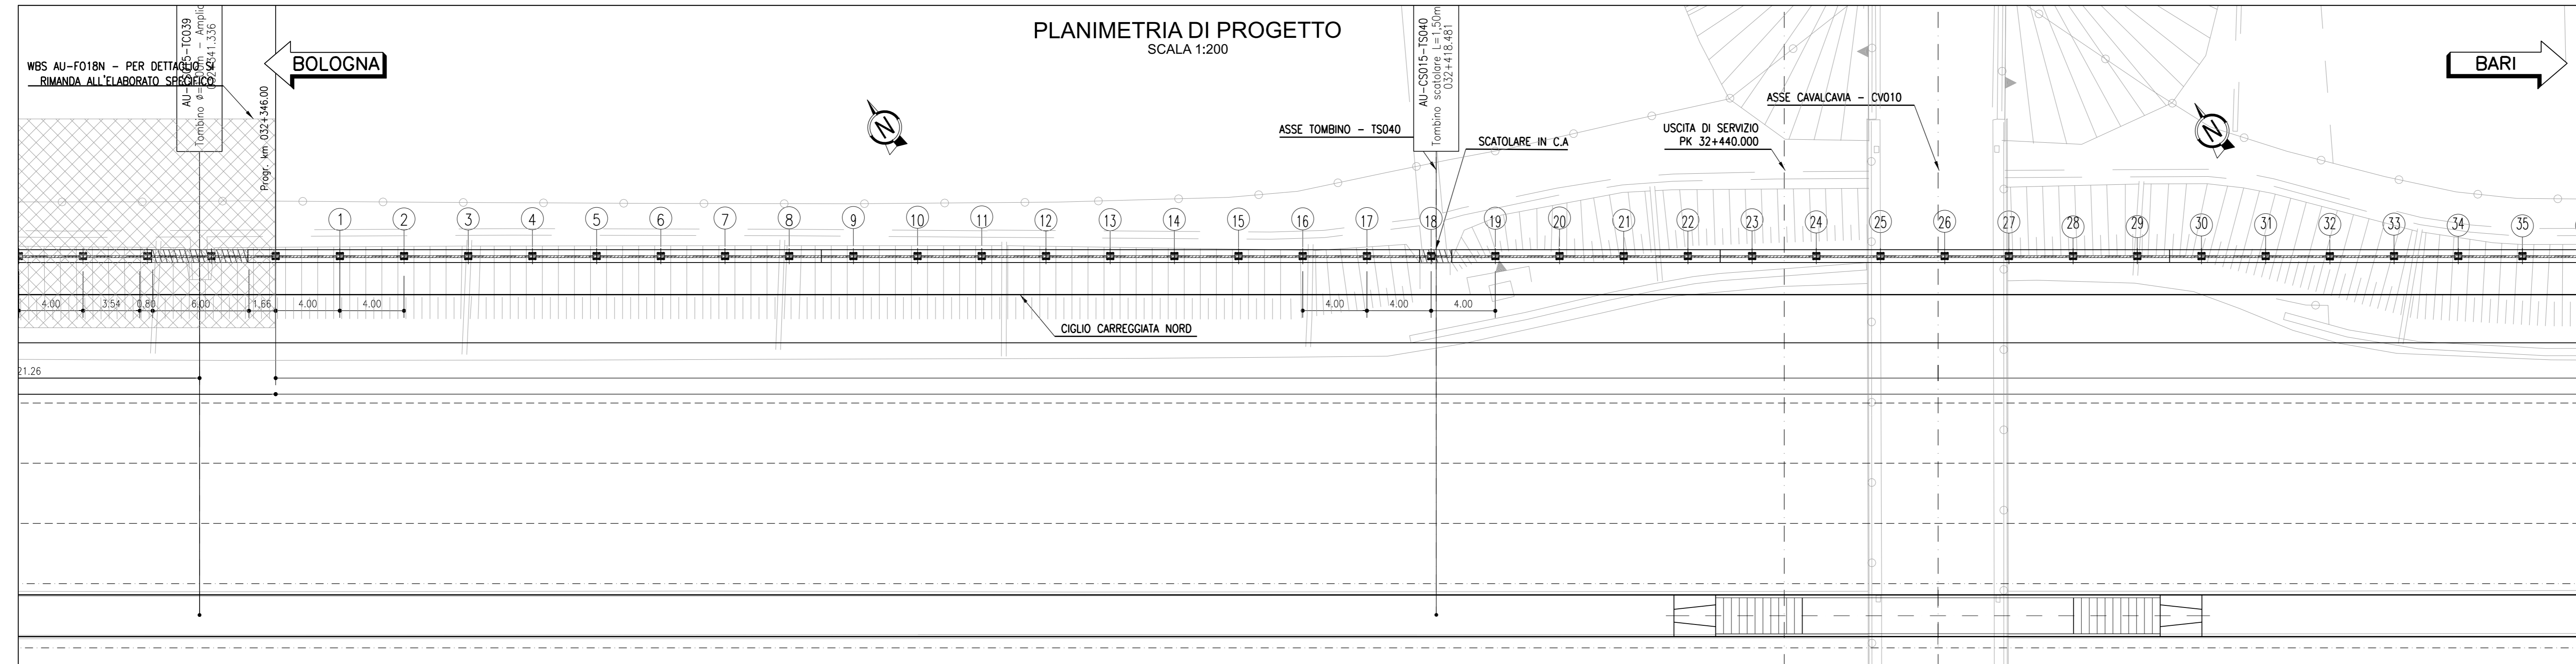 PLANIMETRIA DI PROGETTO
SCALA 1:200
BOLOGNA
BARI
WBS AU-F018N - PER DETTAGLIO SI
RIMANDA ALL'ELABORATO SPECIFICO
Tombino
- Amplia
Progr. km 032+346.00
ASSE TOMBINO - TS040
AU-CS015-TS040
Tombino scatolare L=1,50m
032+418.481
SCATOLARE IN C.A
USCITA DI SERVIZIO
PK 32+440.000
ASSE CAVALCAVIA - CV010
N
N
1 2 3 4 5 6 7 8 9 10 11 12 13 14 15 16 17 18 19 20 21 22 23 24 25 26 27 28 29 30 31 32 33 34 35
4.00 3.54 0.80 6.00 1.66 4.00 4.00
4.00 4.00 4.00
CIGLIO CARREGGIATA NORD
21.26